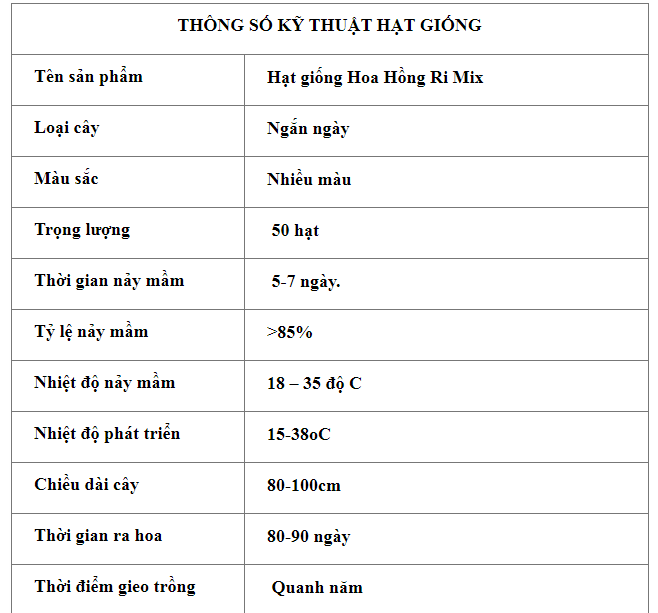 THÔNG SỐ KỸ THUẬT HẠT GIỐNG
Tên sản phẩm Hạt giống Hoa Hồng Ri Mix
Loại cây Ngắn ngày
Màu sắc Nhiều màu
Trọng lượng 50 hạt
Thời gian nảy mầm 5-7 ngày.
Tỷ lệ nảy mầm >85%
Nhiệt độ nảy mầm 18 – 35 độ C
Nhiệt độ phát triển 15-38oC
Chiều dài cây 80-100cm
Thời gian ra hoa 80-90 ngày
Thời điểm gieo trồng Quanh năm